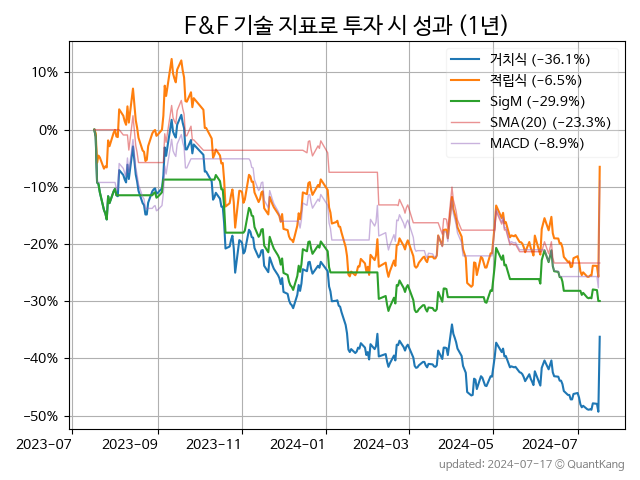 F&F 기술 지표로 투자 시 성과 (1년)
거치식 (−36.1%)
적립식 (−6.5%)
SigM (−29.9%)
SMA(20) (−23.3%)
MACD (−8.9%)
10%
0%
−10%
−20%
−30%
−40%
−50%
2023-07
2023-09
2023-11
2024-01
2024-03
2024-05
2024-07
updated: 2024-07-17 © QuantKang